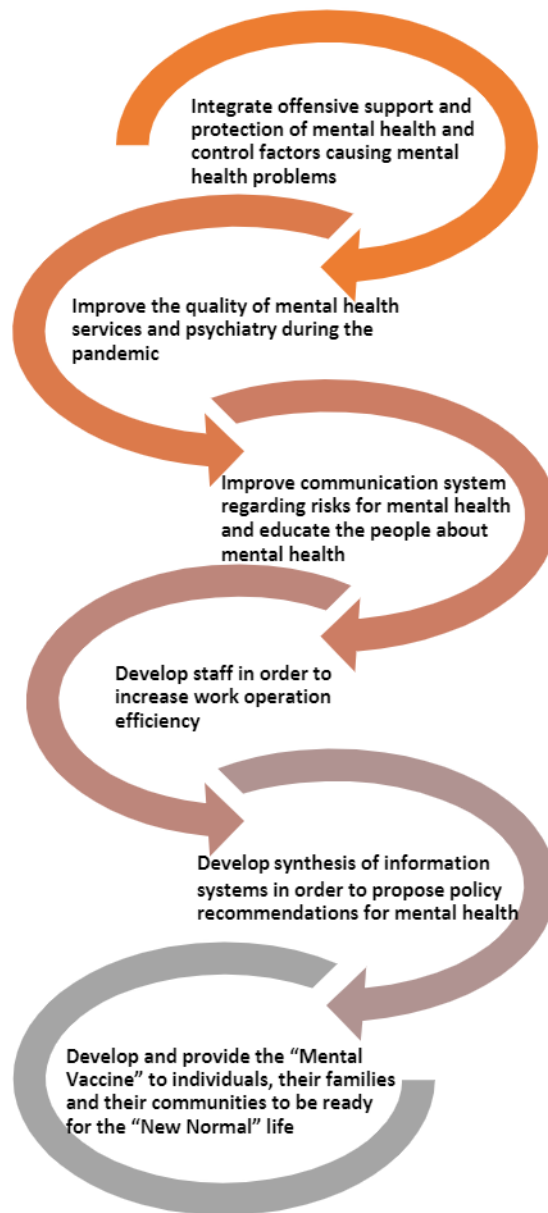 Integrate offensive support and
protection of mental health and
control factors causing mental
health problems
Improve the quality of mental health
services and psychiatry during the
pandemic
Improve communication system
regarding risks for mental health
and educate the people about
mental health
Develop staff in order to
increase work operation
efficiency
Develop synthesis of information
systems in order to propose policy
recommendations for mental health
Develop and provide the “Mental
Vaccine” to individuals, their families
and their communities to be ready
for the “New Normal” life